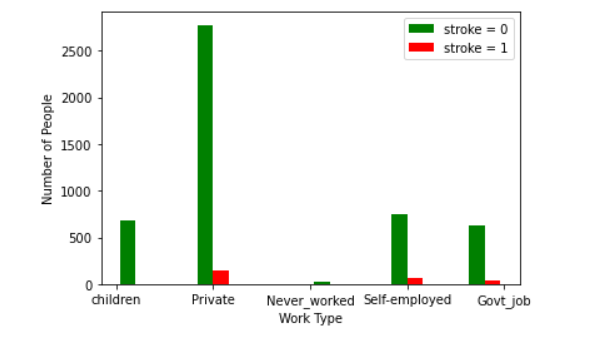 stroke = 0
stroke = 1
Number of People
2500
2000
1500
1000
500
0
children Private Never_worked Self-employed Govt_job
Work Type